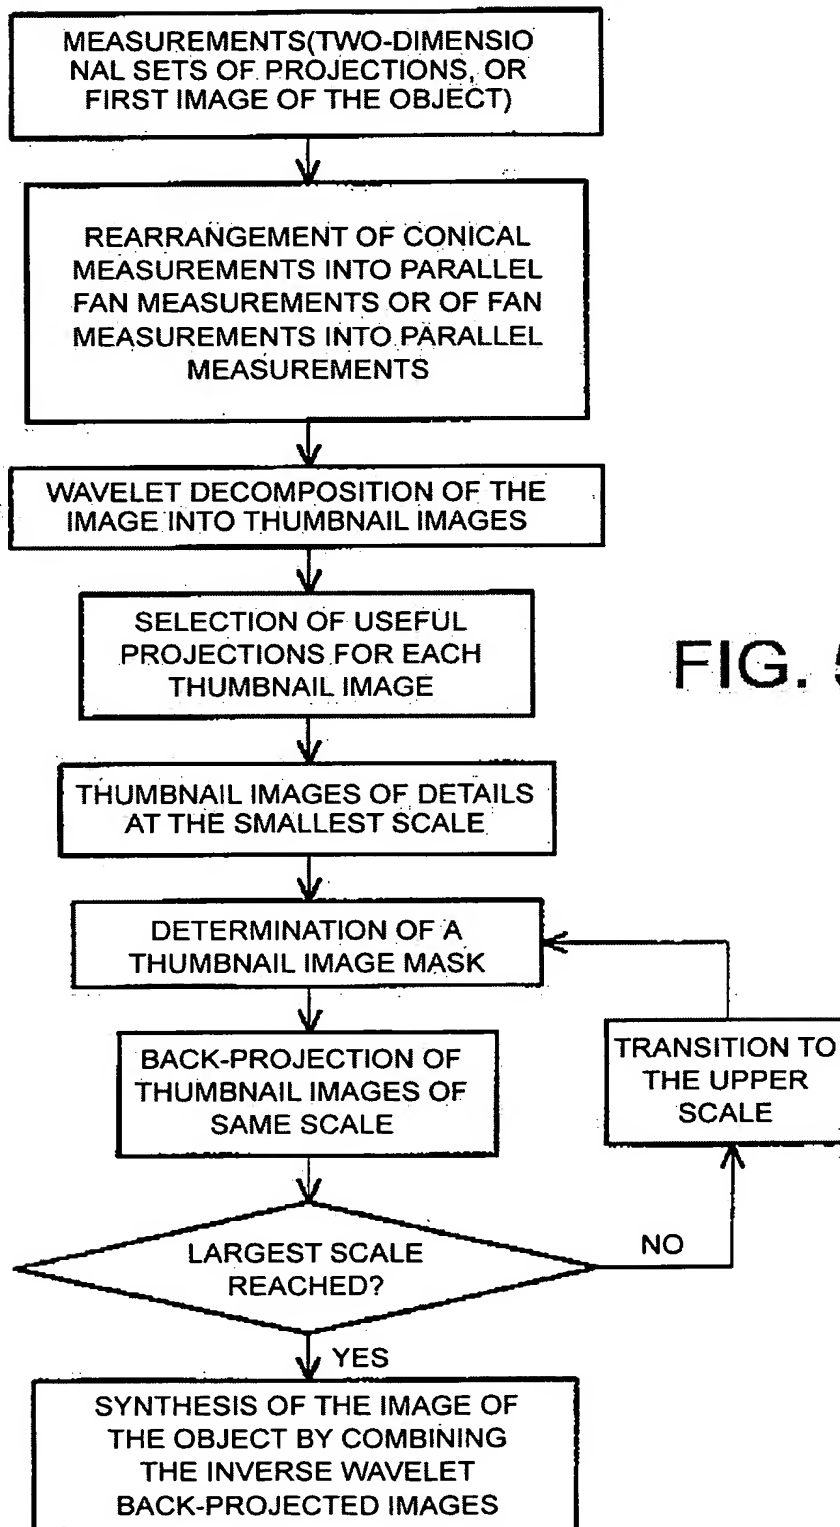 MEASUREMENTS(TWO-DIMENSIO
NAL SETS OF PROJECTIONS, OR
FIRST IMAGE OF THE OBJECT)
REARRANGEMENT OF CONICAL
MEASUREMENTS INTO PARALLEL
FAN MEASUREMENTS OR OF FAN
MEASUREMENTS INTO PARALLEL
MEASUREMENTS
WAVELET DECOMPOSITION OF THE
IMAGE INTO THUMBNAIL IMAGES
SELECTION OF USEFUL
PROJECTIONS FOR EACH
THUMBNAIL IMAGE
FIG. 5
THUMBNAIL IMAGES OF DETAILS
AT THE SMALLEST SCALE
DETERMINATION OF A
THUMBNAIL IMAGE MASK
BACK-PROJECTION OF
THUMBNAIL IMAGES OF
SAME SCALE
TRANSITION TO
THE UPPER
SCALE
LARGEST SCALE
REACHED?
NO
YES
SYNTHESIS OF THE IMAGE OF
THE OBJECT BY COMBINING
THE INVERSE WAVELET
BACK-PROJECTED IMAGES